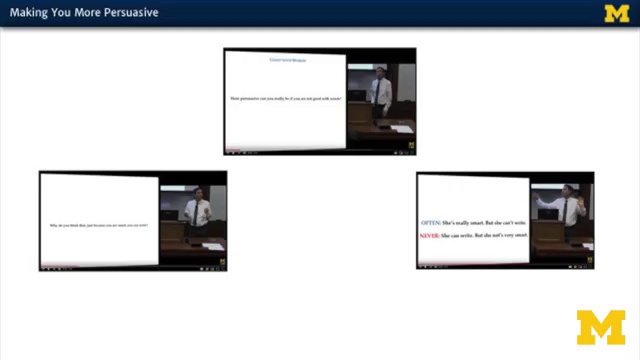 Making You More Persuasive
M
How persuasive can you really be if you are not good with words?
Why do you think that, just because you are smart, you can write?
OFTEN: She's really smart. But she can't write.
NEVER: She can write. But she not's very smart.
M